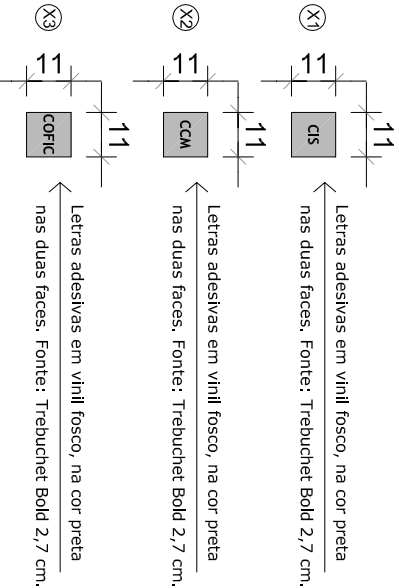 X1
11
11
CIS
Letras adesivas em vinil fosco, na cor preta
nas duas faces. Fonte: Trebuchet Bold 2,7 cm.
X2
11
11
CCM
Letras adesivas em vinil fosco, na cor preta
nas duas faces. Fonte: Trebuchet Bold 2,7 cm.
X3
11
11
COFIC
Letras adesivas em vinil fosco, na cor preta
nas duas faces. Fonte: Trebuchet Bold 2,7 cm.